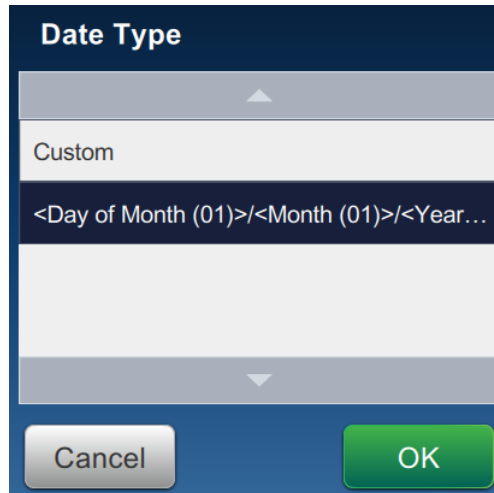 Date Type
Custom
<Day of Month (01)>/<Month (01)>/<Year...
Cancel
OK